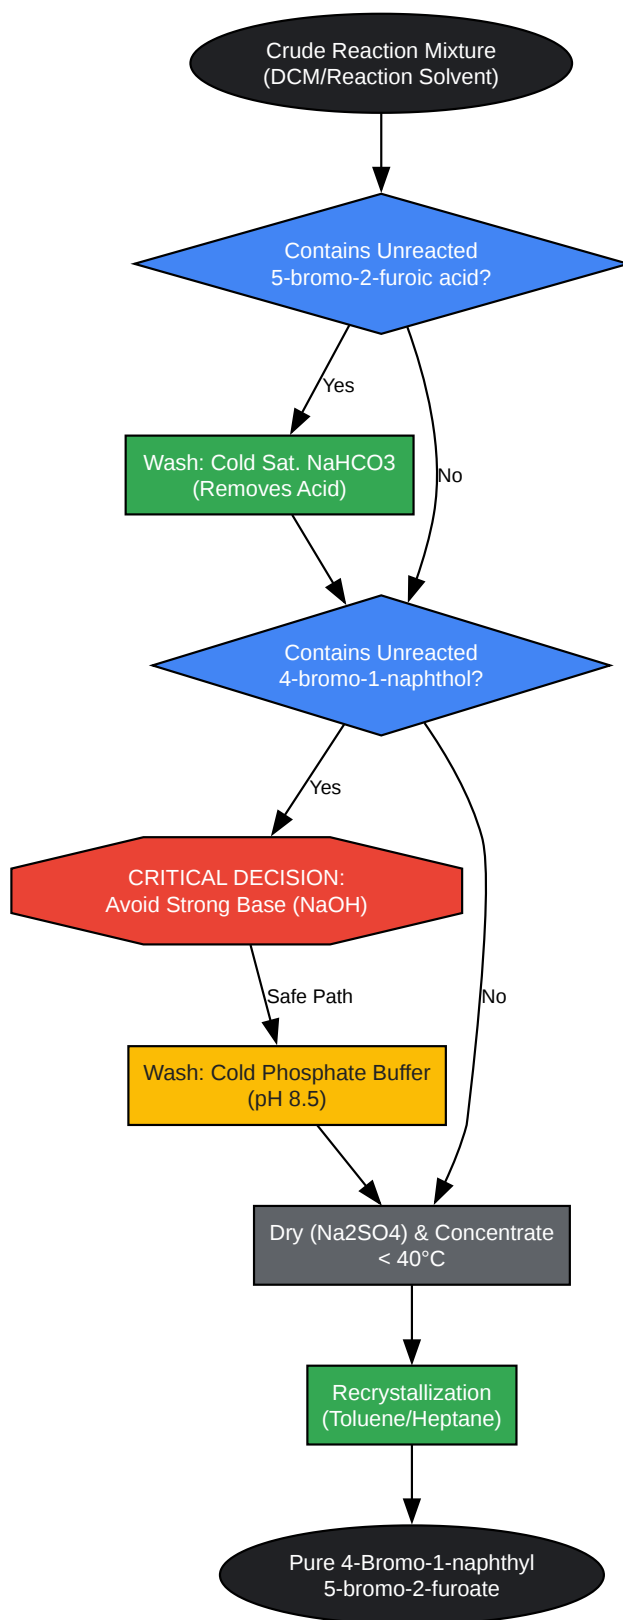 Crude Reaction Mixture
(DCM/Reaction Solvent)
Contains Unreacted
5-bromo-2-furoic acid?
Yes
Wash: Cold Sat. NaHCO3
(Removes Acid)
No
Contains Unreacted
4-bromo-1-naphthol?
Yes
CRITICAL DECISION:
Avoid Strong Base (NaOH)
Safe Path
No
Wash: Cold Phosphate Buffer
(pH 8.5)
Dry (Na2SO4) & Concentrate
< 40°C
Recrystallization
(Toluene/Heptane)
Pure 4-Bromo-1-naphthyl
5-bromo-2-furoate